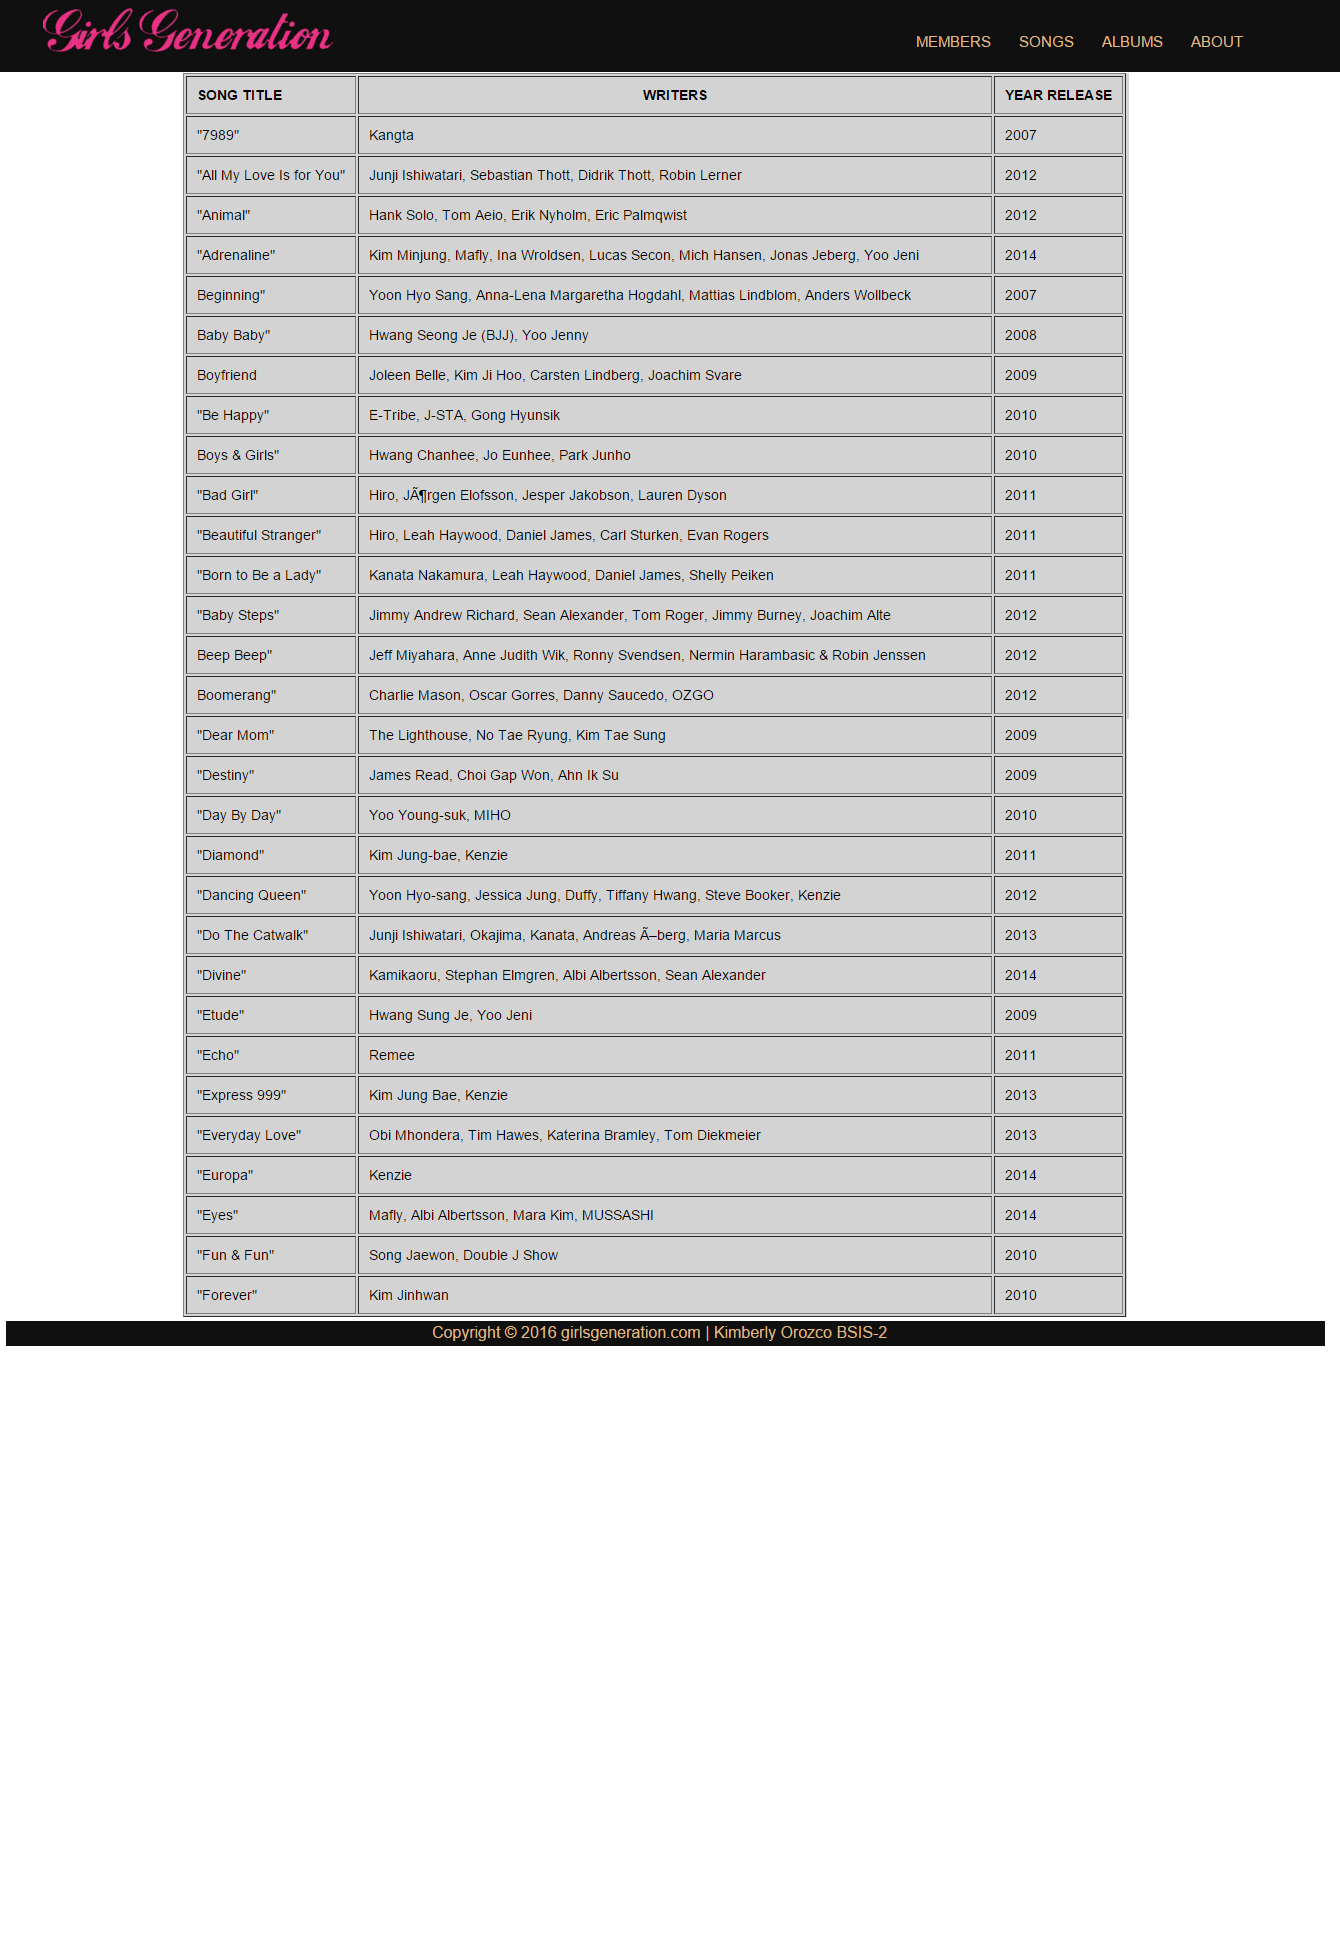 Girls Generation
MEMBERS SONGS ALBUMS ABOUT
SONG TITLE WRITERS YEAR RELEASE
"7989" Kangta 2007
"All My Love Is for You" Junji Ishiwatari, Sebastian Thott, Didrik Thott, Robin Lerner 2012
"Animal" Hank Solo, Tom Aeio, Erik Nyholm, Eric Palmqwist 2012
"Adrenaline" Kim Minjung, Mafly, Ina Wroldsen, Lucas Secon, Mich Hansen, Jonas Jeberg, Yoo Jeni 2014
Beginning" Yoon Hyo Sang, Anna-Lena Margaretha Hogdahl, Mattias Lindblom, Anders Wollbeck 2007
Baby Baby" Hwang Seong Je (BJJ), Yoo Jenny 2008
Boyfriend Joleen Belle, Kim Ji Hoo, Carsten Lindberg, Joachim Svare 2009
"Be Happy" E-Tribe, J-STA, Gong Hyunsik 2010
Boys & Girls" Hwang Chanhee, Jo Eunhee, Park Junho 2010
"Bad Girl" Hiro, JÃ¶rgen Elofsson, Jesper Jakobson, Lauren Dyson 2011
"Beautiful Stranger" Hiro, Leah Haywood, Daniel James, Carl Sturken, Evan Rogers 2011
"Born to Be a Lady" Kanata Nakamura, Leah Haywood, Daniel James, Shelly Peiken 2011
"Baby Steps" Jimmy Andrew Richard, Sean Alexander, Tom Roger, Jimmy Burney, Joachim Alte 2012
Beep Beep" Jeff Miyahara, Anne Judith Wik, Ronny Svendsen, Nermin Harambasic & Robin Jenssen 2012
Boomerang" Charlie Mason, Oscar Gorres, Danny Saucedo, OZGO 2012
"Dear Mom" The Lighthouse, No Tae Ryung, Kim Tae Sung 2009
"Destiny" James Read, Choi Gap Won, Ahn Ik Su 2009
"Day By Day" Yoo Young-suk, MIHO 2010
"Diamond" Kim Jung-bae, Kenzie 2011
"Dancing Queen" Yoon Hyo-sang, Jessica Jung, Duffy, Tiffany Hwang, Steve Booker, Kenzie 2012
"Do The Catwalk" Junji Ishiwatari, Okajima, Kanata, Andreas Ã–berg, Maria Marcus 2013
"Divine" Kamikaoru, Stephan Elmgren, Albi Albertsson, Sean Alexander 2014
"Etude" Hwang Sung Je, Yoo Jeni 2009
"Echo" Remee 2011
"Express 999" Kim Jung Bae, Kenzie 2013
"Everyday Love" Obi Mhondera, Tim Hawes, Katerina Bramley, Tom Diekmeier 2013
"Europa" Kenzie 2014
"Eyes" Mafly, Albi Albertsson, Mara Kim, MUSSASHI 2014
"Fun & Fun" Song Jaewon, Double J Show 2010
"Forever" Kim Jinhwan 2010
Copyright © 2016 girlsgeneration.com | Kimberly Orozco BSIS-2